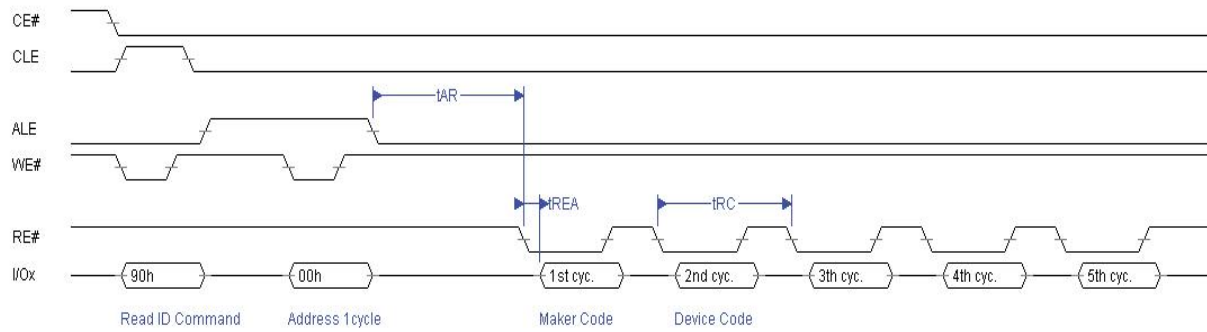 CE#
CLE
tAR
ALE
WE#
tREA
tRC
RE#
I/Ox
90h
00h
1st cyc.
2nd cyc.
3th cyc.
4th cyc.
5th cyc.
Read ID Command
Address 1cycle
Maker Code
Device Code